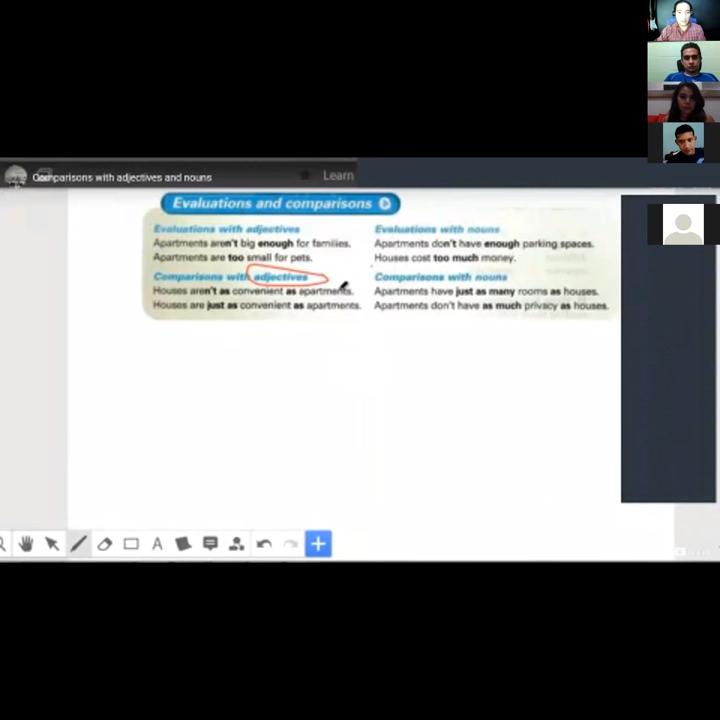 Comparisons with adjectives and nouns
Learn
Evaluations and comparisons
Evaluations with adjectives
Apartments aren't big enough for families.
Apartments are too small for pets.
Comparisons with adjectives
Houses aren't as convenient as apartments.
Houses are just as convenient as apartments.
Evaluations with nouns
Apartments don't have enough parking spaces.
Houses cost too much money.
Comparisons with nouns
Apartments have just as many rooms as houses.
Apartments don't have as much privacy as houses.
A